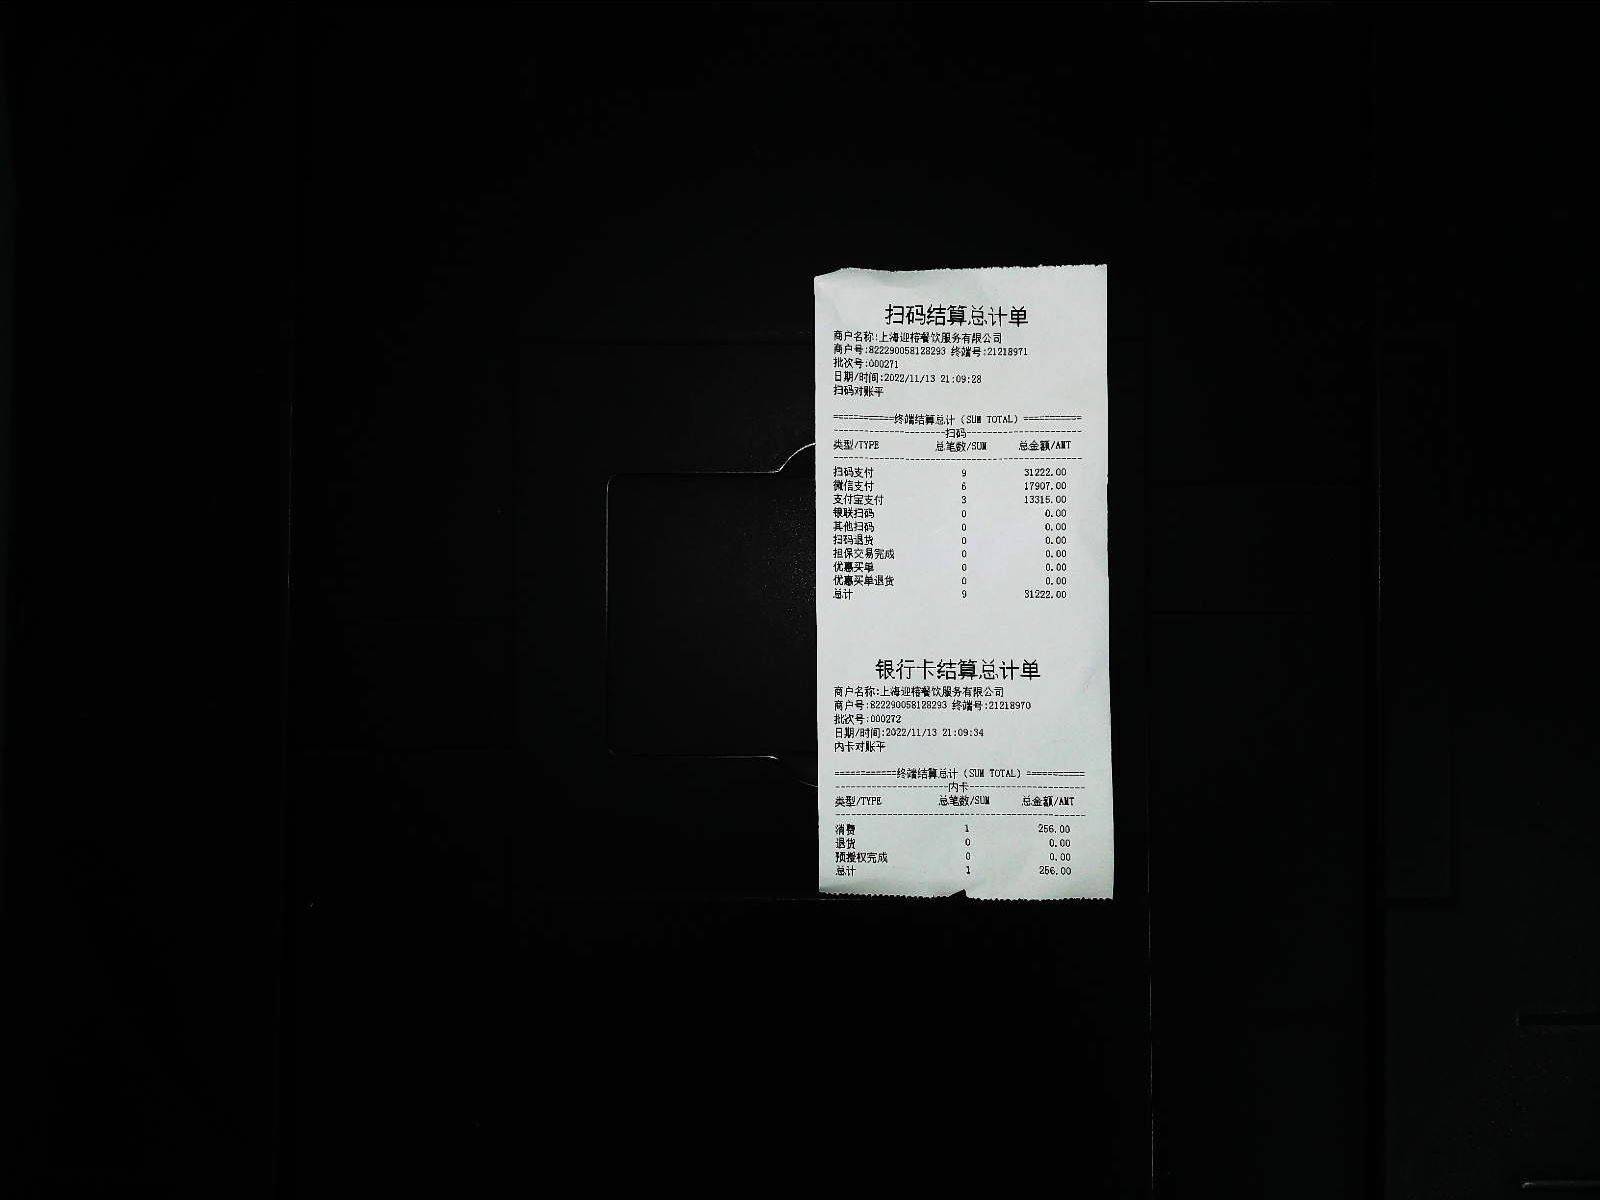 扫码结算总计单
商户名称:上海迎榕餐饮服务有限公司
商户号:822290058128293 终端号:21218971
批次号:000271
日期/时间:2022/11/13 21:09:28
扫码对账平
============终端结算总计 (SUM TOTAL) ============
----------------------扫码----------------------
类型/TYPE 总笔数/SUM 总金额/AMT
扫码支付 9 31222.00
微信支付 6 17907.00
支付宝支付 3 13315.00
银联扫码 0 0.00
其他扫码 0 0.00
扫码退货 0 0.00
担保交易完成 0 0.00
优惠买单 0 0.00
优惠买单退货 0 0.00
总计 9 31222.00
银行卡结算总计单
商户名称:上海迎榕餐饮服务有限公司
商户号:822290058128293 终端号:21218970
批次号:000272
日期/时间:2022/11/13 21:09:34
内卡对账平
============终端结算总计 (SUM TOTAL) ============
----------------------内卡----------------------
类型/TYPE 总笔数/SUM 总金额/AMT
消费 1 256.00
退货 0 0.00
预授权完成 0 0.00
总计 1 256.00